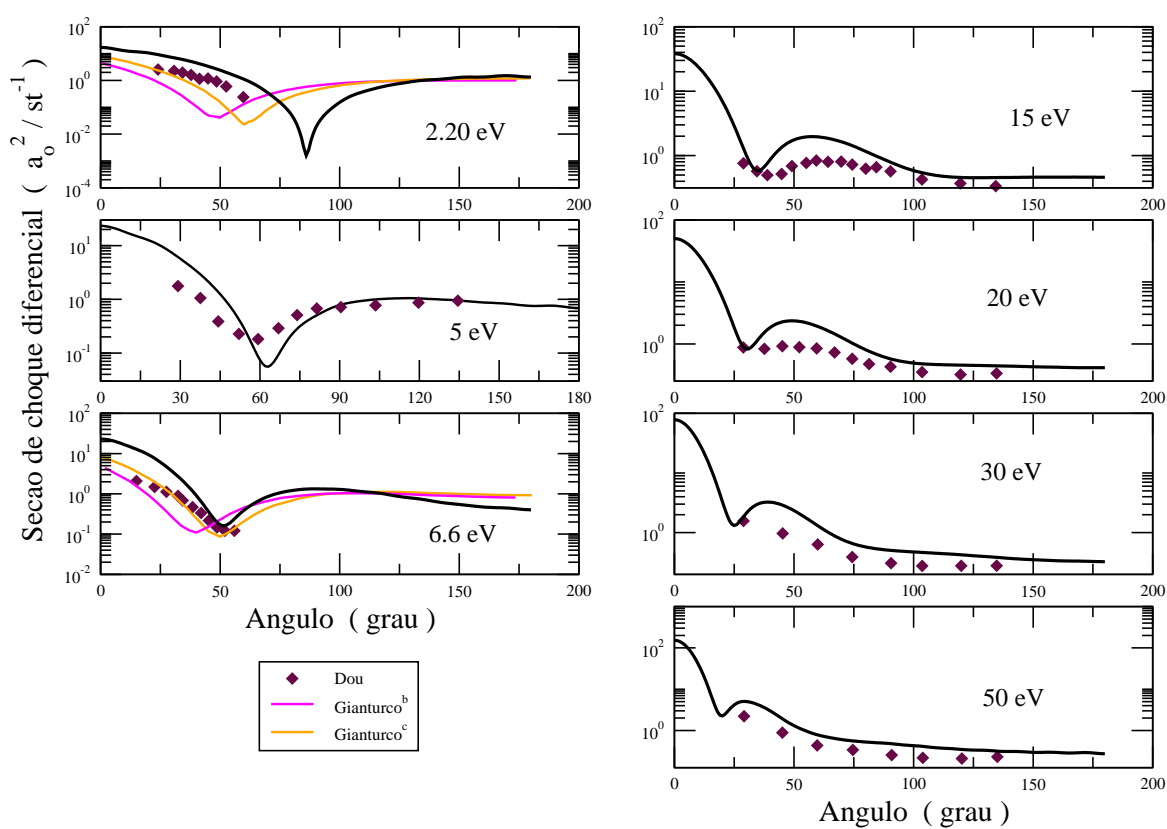 Secao de choque diferencial ( a_o^2 / st^-1 )
10^2
10^0
10^-2
10^-4
2.20 eV
0 50 100 150 200
10^1
10^0
10^-1
5 eV
0 30 60 90 120 150 180
10^2
10^1
10^0
10^-1
10^-2
6.6 eV
0 50 100 150 200
Angulo ( grau )
Dou
Gianturco^b
Gianturco^c
10^2
10^1
10^0
15 eV
0 50 100 150 200
10^2
10^0
20 eV
0 50 100 150 200
10^2
10^0
30 eV
0 50 100 150 200
10^2
10^0
50 eV
0 50 100 150 200
Angulo ( grau )